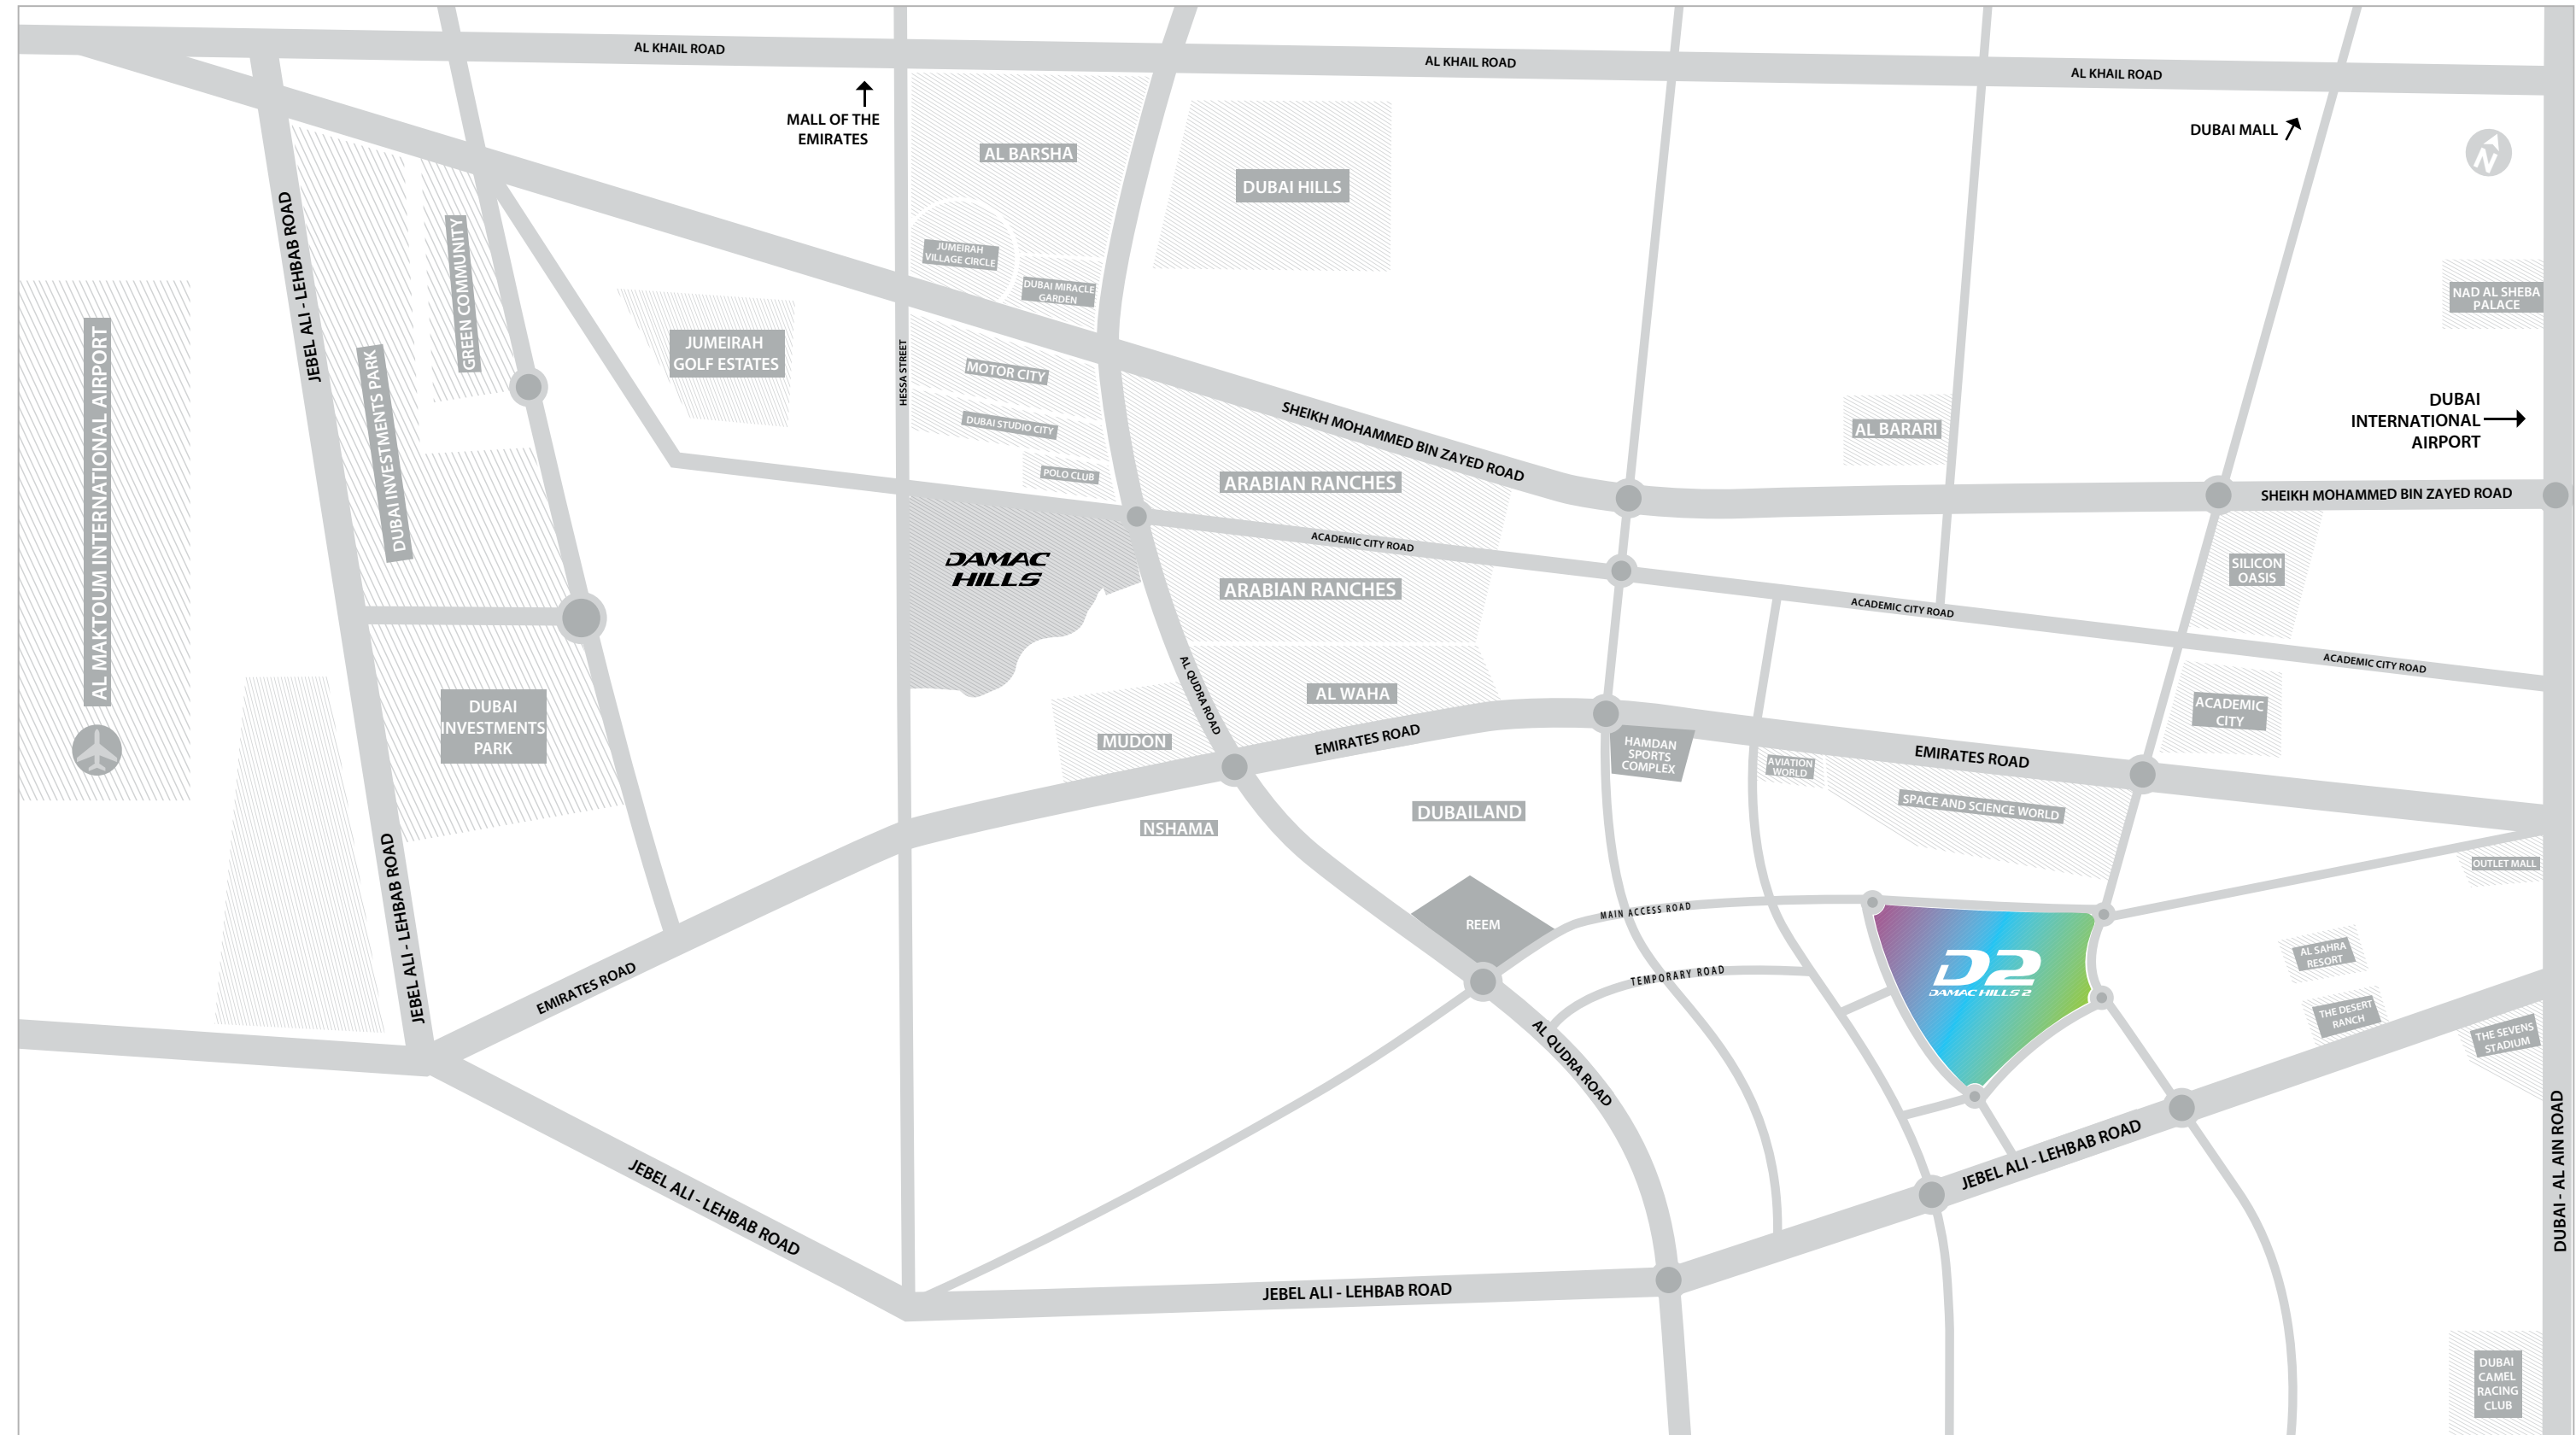 AL KHAIL ROAD
AL KHAIL ROAD
AL KHAIL ROAD
MALL OF THE
EMIRATES
DUBAI MALL
N
AL BARSHA
DUBAI HILLS
JEBEL ALI - LEHBAB ROAD
GREEN COMMUNITY
JUMEIRAH
VILLAGE CIRCLE
DUBAI MIRACLE
GARDEN
NAD AL SHEBA
PALACE
JUMEIRAH
GOLF ESTATES
HESSA STREET
MOTOR CITY
DUBAI STUDIO CITY
POLO CLUB
SHEIKH MOHAMMED BIN ZAYED ROAD
AL BARARI
DUBAI
INTERNATIONAL
AIRPORT
SHEIKH MOHAMMED BIN ZAYED ROAD
AL MAKTOUM INTERNATIONAL AIRPORT
DUBAI INVESTMENTS PARK
ARABIAN RANCHES
ACADEMIC CITY ROAD
DAMAC
HILLS
ARABIAN RANCHES
SILICON
OASIS
ACADEMIC CITY ROAD
ACADEMIC CITY ROAD
DUBAI
INVESTMENTS
PARK
AL QUDRA ROAD
AL WAHA
ACADEMIC
CITY
MUDON
EMIRATES ROAD
HAMDAN
SPORTS
COMPLEX
AVIATION
WORLD
EMIRATES ROAD
SPACE AND SCIENCE WORLD
NSHAMA
DUBAILAND
OUTLET MALL
JEBEL ALI - LEHBAB ROAD
REEM
MAIN ACCESS ROAD
TEMPORARY ROAD
D2
DAMAC HILLS 2
AL SAHRA
RESORT
THE DESERT
RANCH
THE SEVENS
STADIUM
EMIRATES ROAD
AL QUDRA ROAD
JEBEL ALI - LEHBAB ROAD
JEBEL ALI - LEHBAB ROAD
JEBEL ALI - LEHBAB ROAD
DUBAI - AL AIN ROAD
DUBAI
CAMEL
RACING
CLUB